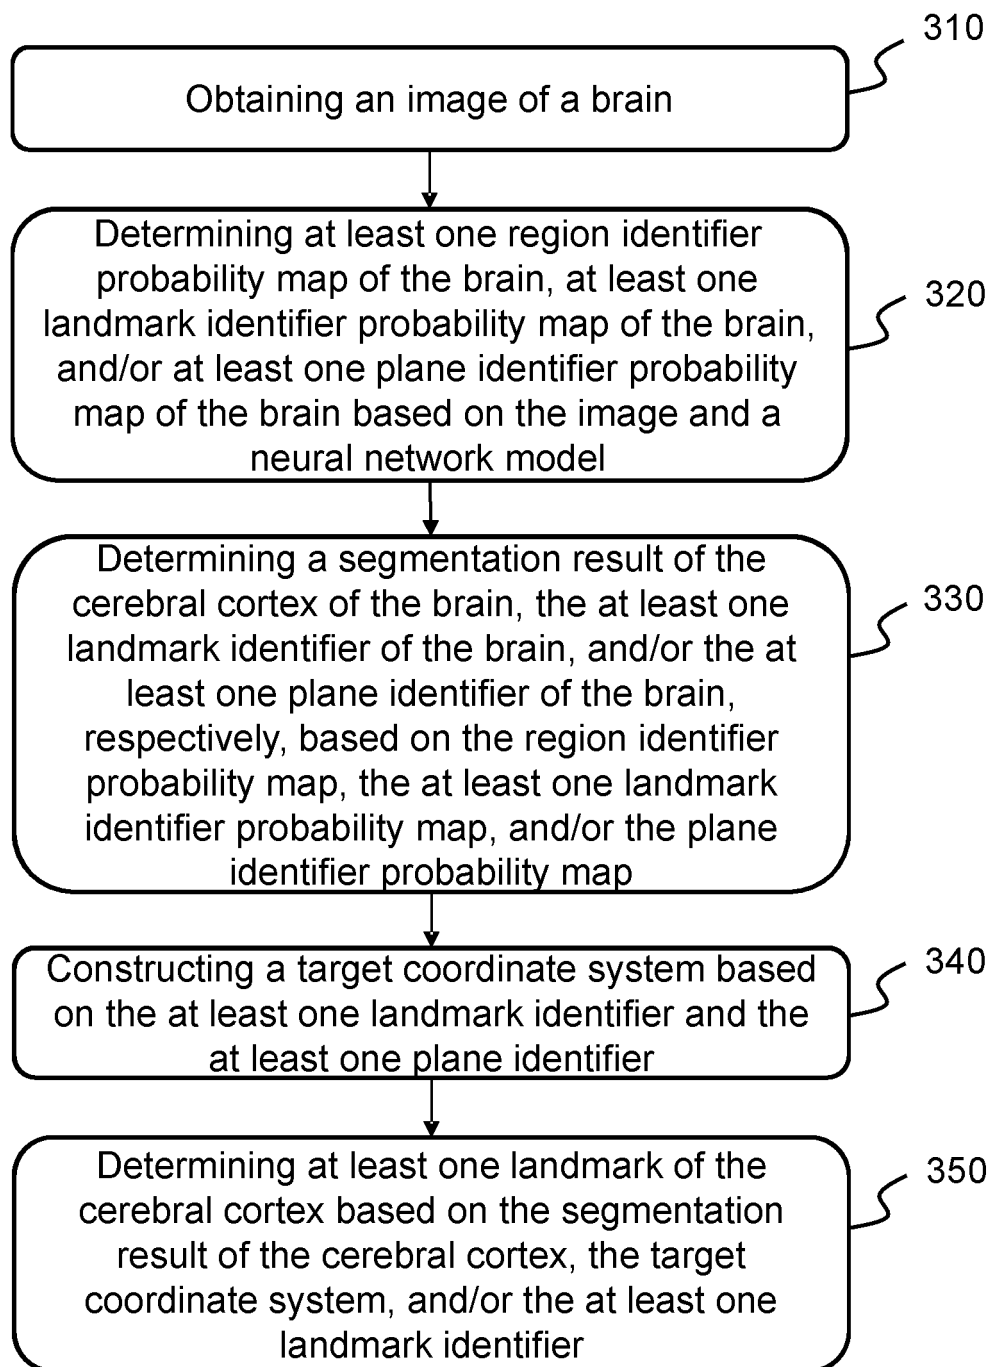 310
Obtaining an image of a brain
Determining at least one region identifier
probability map of the brain, at least one
landmark identifier probability map of the brain,
and/or at least one plane identifier probability
map of the brain based on the image and a
neural network model
320
Determining a segmentation result of the
cerebral cortex of the brain, the at least one
landmark identifier of the brain, and/or the at
least one plane identifier of the brain,
respectively, based on the region identifier
probability map, the at least one landmark
identifier probability map, and/or the plane
identifier probability map
330
Constructing a target coordinate system based
on the at least one landmark identifier and the
at least one plane identifier
340
Determining at least one landmark of the
cerebral cortex based on the segmentation
result of the cerebral cortex, the target
coordinate system, and/or the at least one
landmark identifier
350